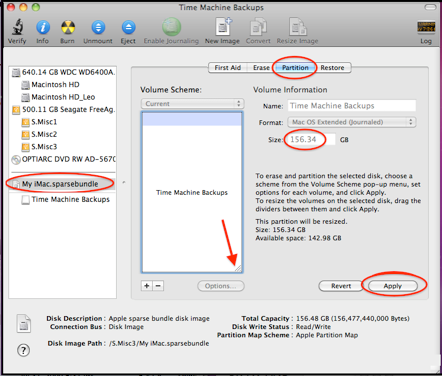 Time Machine Backups
Verify Info Burn Unmount Eject Enable Journaling New Image Convert Resize Image Log
640.14 GB WDC WD6400A...
Macintosh HD
Macintosh HD_Leo
500.11 GB Seagate FreeAg...
S.Misc1
S.Misc2
S.Misc3
OPTIARC DVD RW AD-5670
My iMac.sparsebundle
Time Machine Backups
First Aid Erase Partition Restore
Volume Scheme:
Current
Time Machine Backups
+ − Options...
Volume Information
Name: Time Machine Backups
Format: Mac OS Extended (Journaled)
Size: 156.34 GB
To erase and partition the selected disk, choose a
scheme from the Volume Scheme pop-up menu, set
options for each volume, and click Apply.
To resize the volumes on the selected disk, drag the
dividers between them and click Apply.
This partition will be resized.
Size: 156.34 GB
Available space: 142.98 GB
Revert Apply
Disk Description : Apple sparse bundle disk image
Connection Bus : Disk Image
Disk Image Path : /S.Misc3/My iMac.sparsebundle
Total Capacity : 156.48 GB (156,477,440,000 Bytes)
Disk Write Status : Read/Write
Partition Map Scheme : Apple Partition Map
?